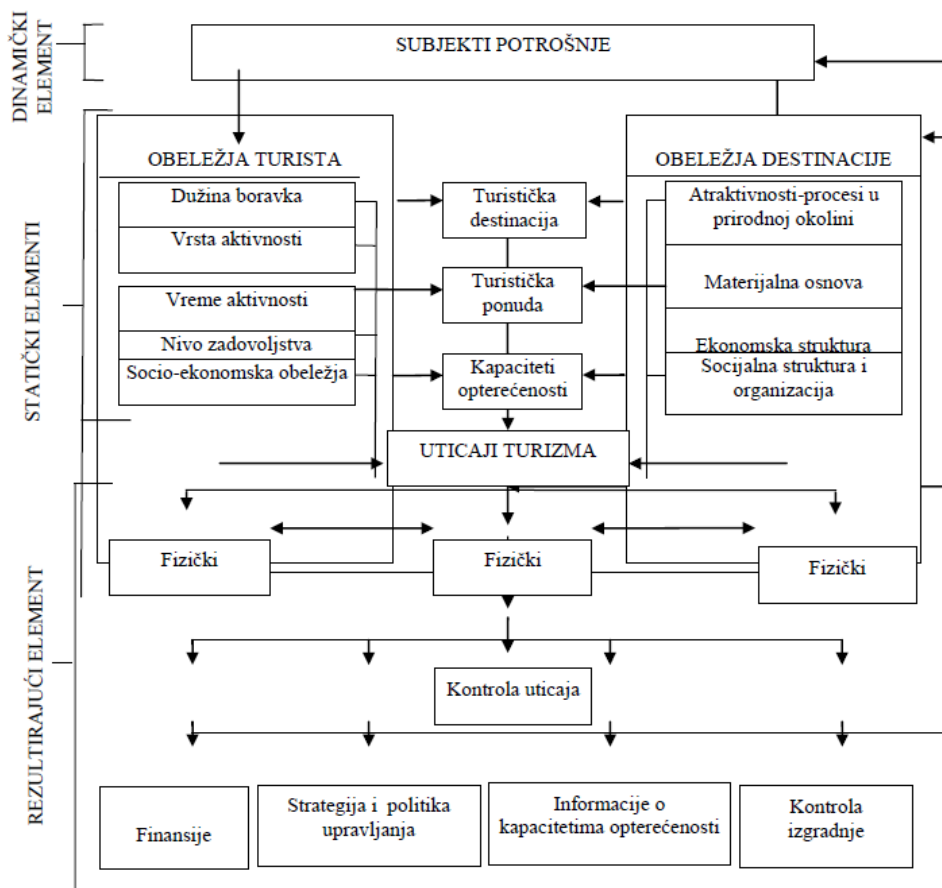 DINAMIČKI
ELEMENT
SUBJEKTI POTROŠNJE
STATIČKI ELEMENTI
OBELEŽJA TURISTA
Dužina boravka
Vrsta aktivnosti
Vreme aktivnosti
Nivo zadovoljstva
Socio-ekonomska obeležja
Turistička
destinacija
Turistička
ponuda
Kapaciteti
opterećenosti
OBELEŽJA DESTINACIJE
Atraktivnosti-procesi u
prirodnoj okolini
Materijalna osnova
Ekonomska struktura
Socijalna struktura i
organizacija
UTICAJI TURIZMA
REZULTIRAJUĆI ELEMENT
Fizički
Fizički
Fizički
Kontrola uticaja
Finansije
Strategija i politika
upravljanja
Informacije o
kapacitetima opterećenosti
Kontrola
izgradnje